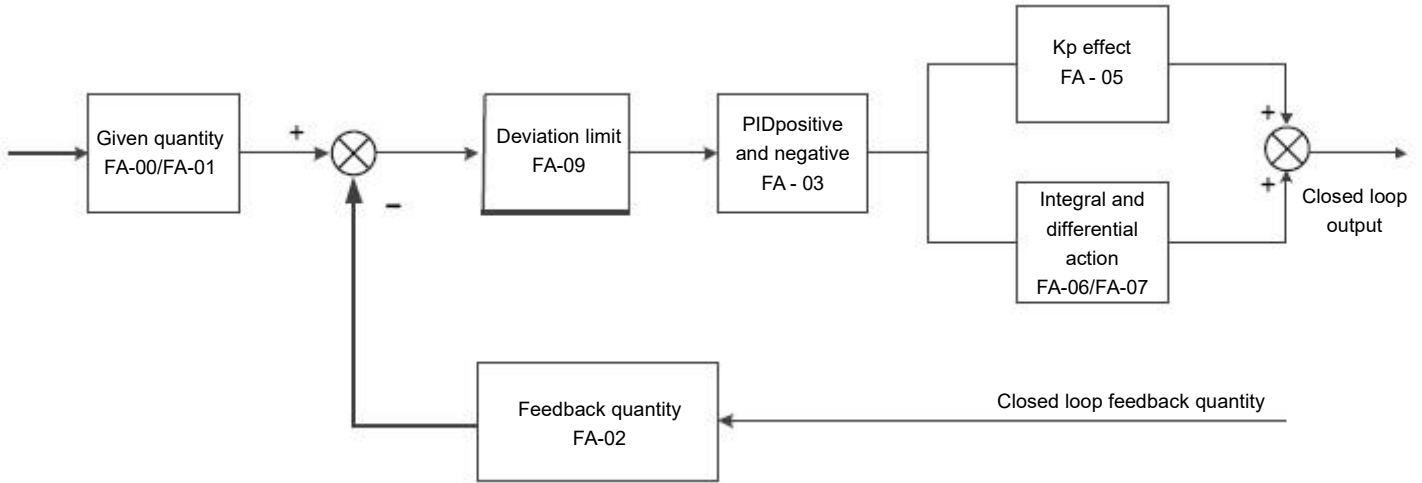 Given quantity
FA-00/FA-01
+
−
Deviation limit
FA-09
PIDpositive
and negative
FA - 03
Kp effect
FA - 05
Integral and
differential
action
FA-06/FA-07
+
+
Closed loop
output
Feedback quantity
FA-02
Closed loop feedback quantity